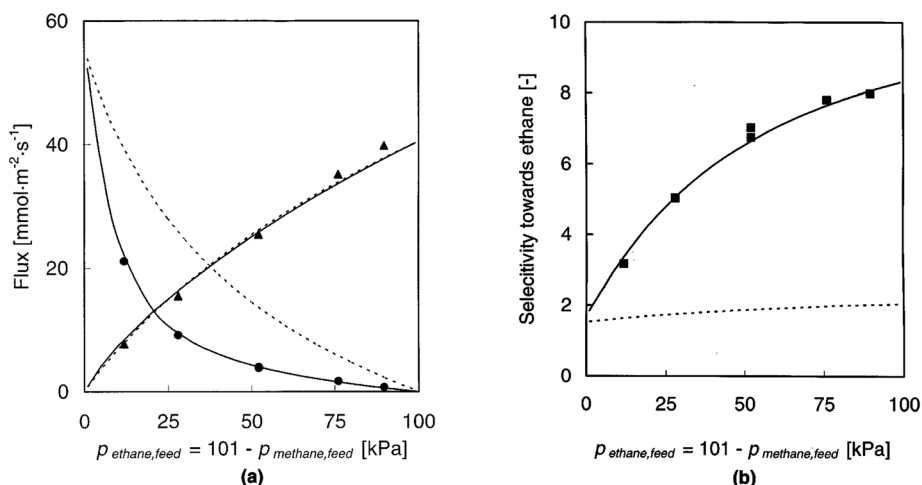 60
40
20
0
Flux [mmol·m-2·s-1]
0 25 50 75 100
p ethane,feed = 101 - p methane,feed [kPa]
(a)
10
8
6
4
2
0
Selecitivity towards ethane [-]
0 25 50 75 100
p ethane,feed = 101 - p methane,feed [kPa]
(b)